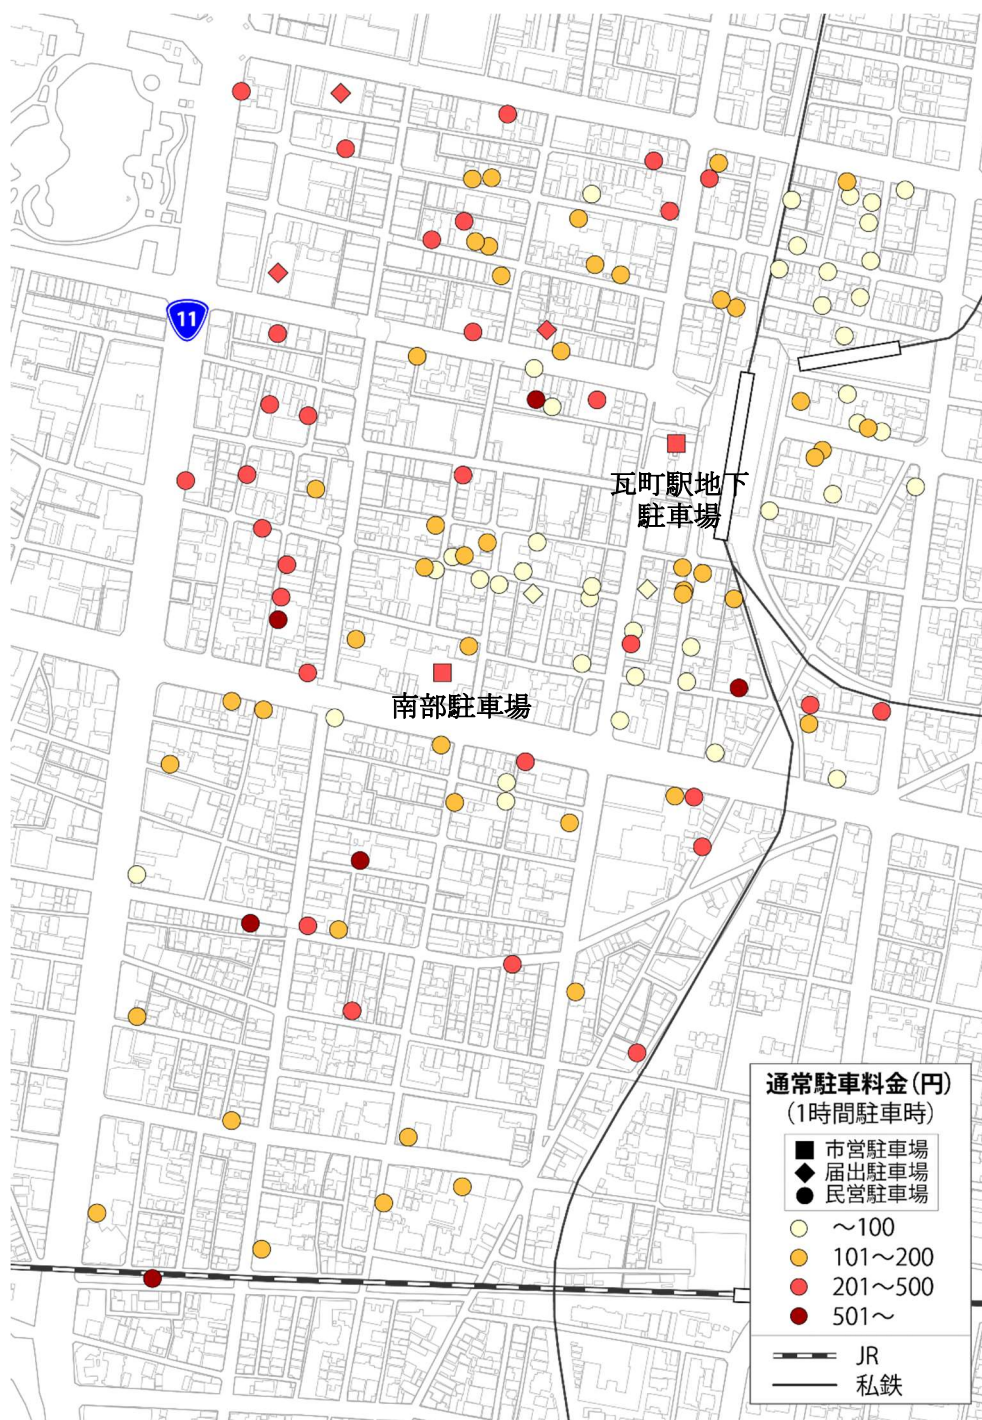 11
瓦町駅地下
駐車場
南部駐車場
通常駐車料金(円)
(1時間駐車時)
市営駐車場
届出駐車場
民営駐車場
～100
101～200
201～500
501～
JR
私鉄